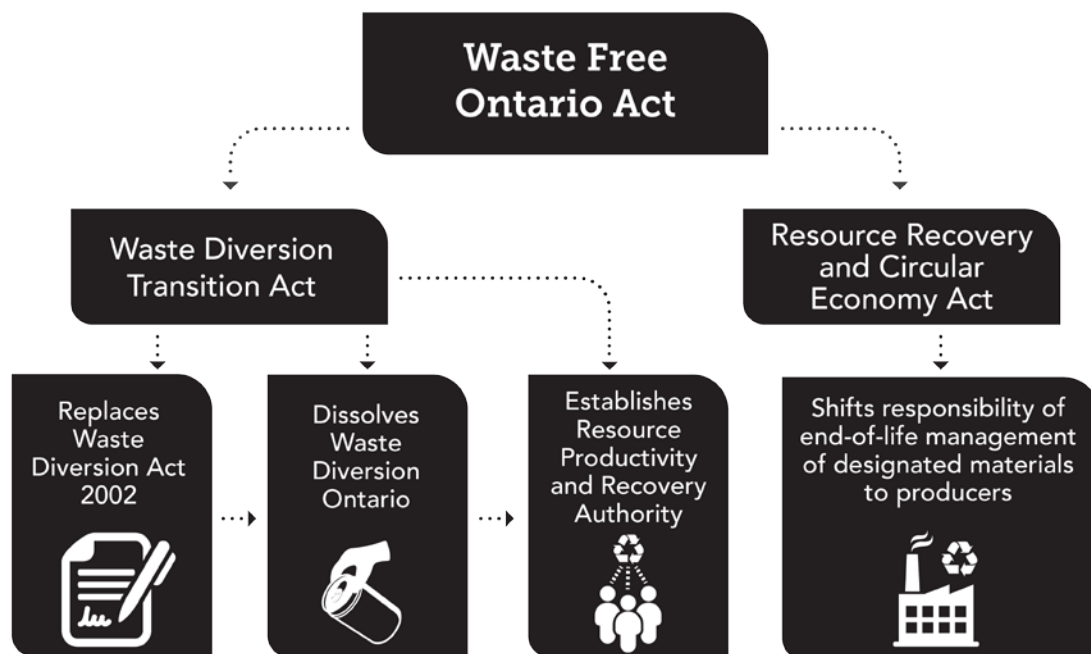 Waste Free
Ontario Act
Waste Diversion
Transition Act
Resource Recovery
and Circular
Economy Act
Replaces
Waste
Diversion Act
2002
Dissolves
Waste
Diversion
Ontario
Establishes
Resource
Productivity
and Recovery
Authority
Shifts responsibility of
end-of-life management
of designated materials
to producers